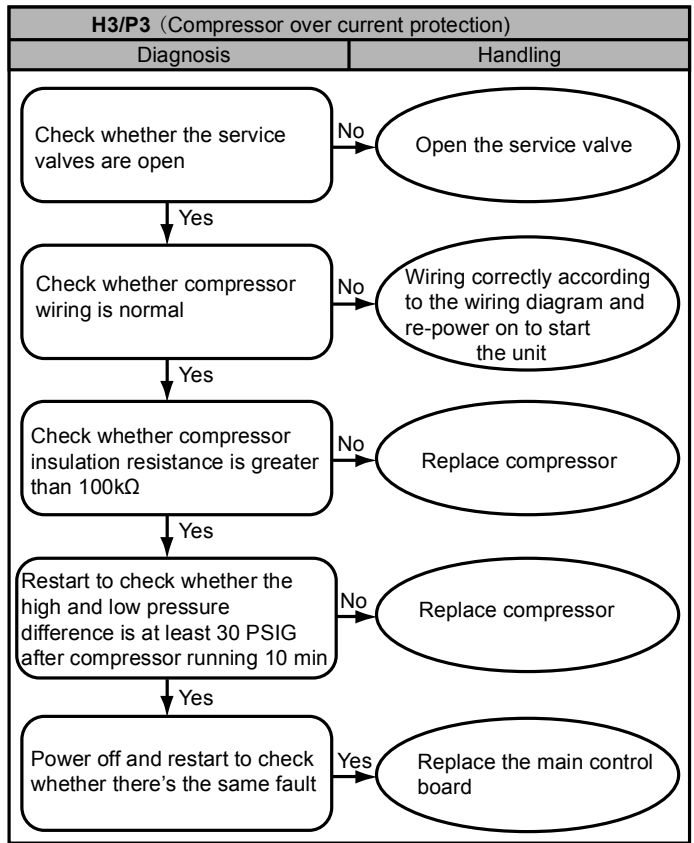 H3/P3（Compressor over current protection)
Diagnosis
Handling
Check whether the service
valves are open
No
Open the service valve
Yes
Check whether compressor
wiring is normal
No
Wiring correctly according
to the wiring diagram and
re-power on to start
the unit
Yes
Check whether compressor
insulation resistance is greater
than 100kΩ
No
Replace compressor
Yes
Restart to check whether the
high and low pressure
difference is at least 30 PSIG
after compressor running 10 min
No
Replace compressor
Yes
Power off and restart to check
whether there's the same fault
Yes
Replace the main control
board